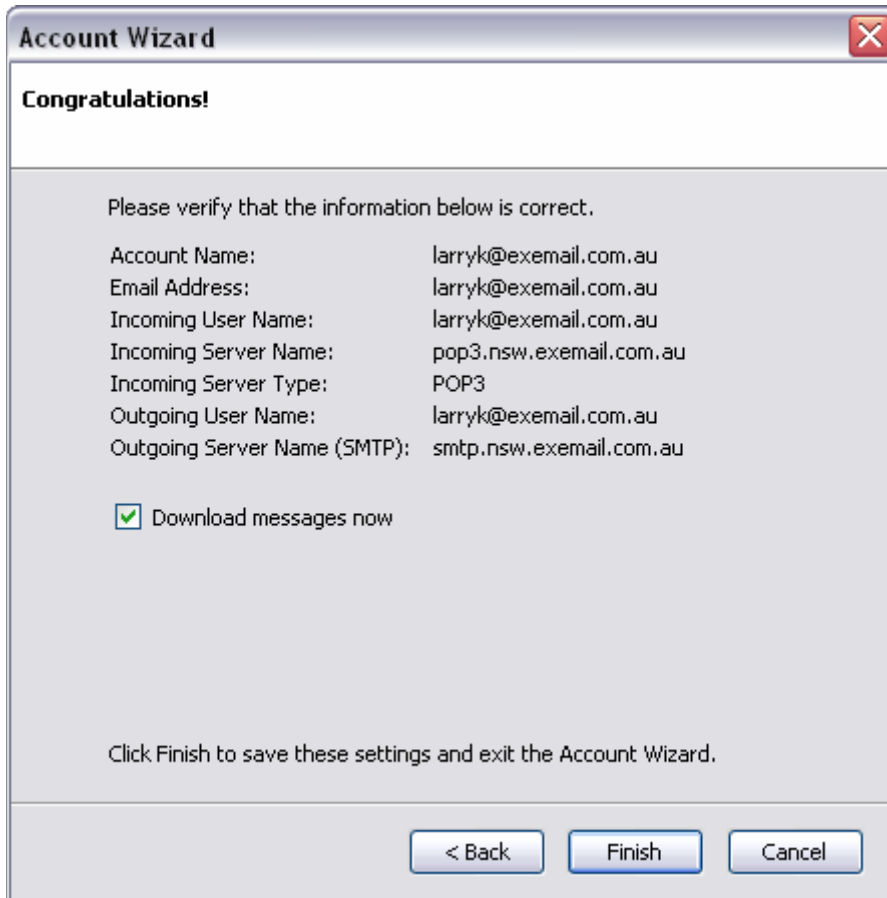 Account Wizard
Congratulations!
Please verify that the information below is correct.
Account Name: larryk@exemail.com.au
Email Address: larryk@exemail.com.au
Incoming User Name: larryk@exemail.com.au
Incoming Server Name: pop3.nsw.exemail.com.au
Incoming Server Type: POP3
Outgoing User Name: larryk@exemail.com.au
Outgoing Server Name (SMTP): smtp.nsw.exemail.com.au
Download messages now
Click Finish to save these settings and exit the Account Wizard.
< Back Finish Cancel